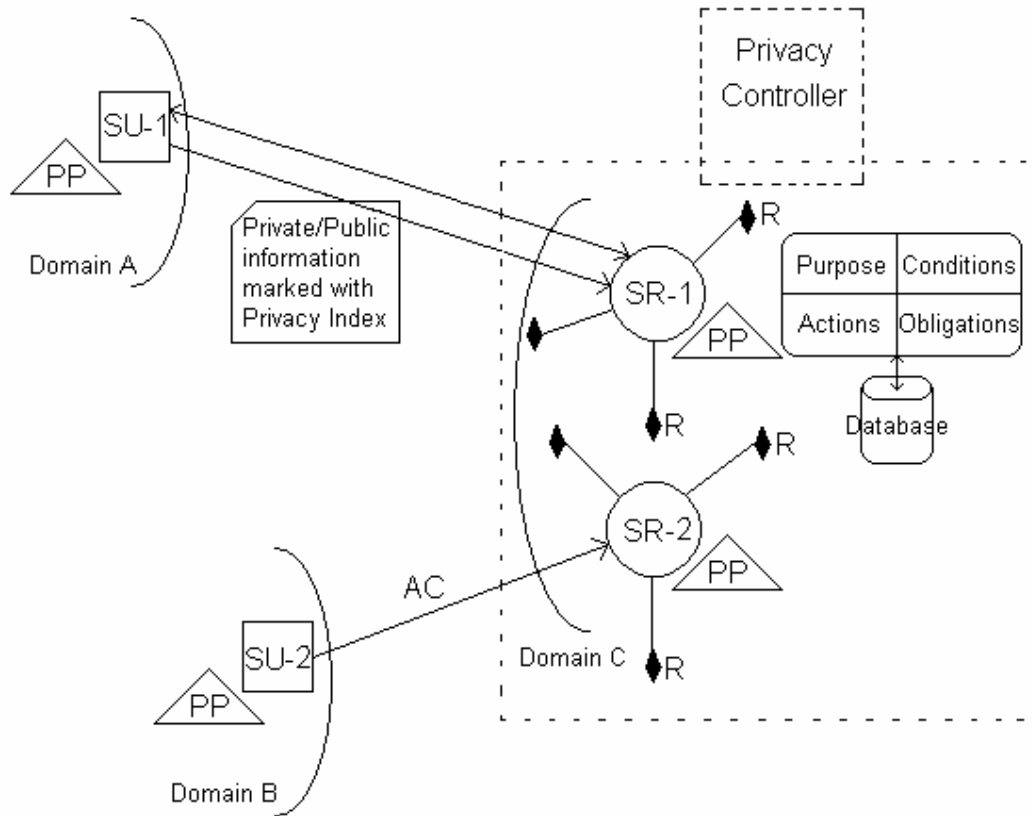 Privacy
Controller
SU-1
PP
Domain A
Private/Public
information
marked with
Privacy Index
R
SR-1
PP
R
Purpose
Conditions
Actions
Obligations
Database
R
SR-2
PP
R
AC
SU-2
PP
Domain B
Domain C